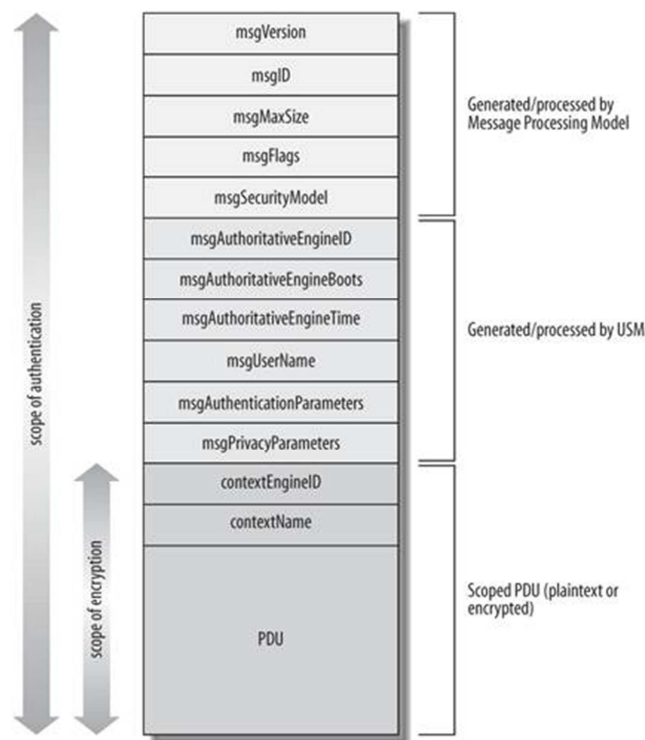 msgVersion
msgID
msgMaxSize
msgFlags
msgSecurityModel
msgAuthoritativeEngineID
msgAuthoritativeEngineBoots
msgAuthoritativeEngineTime
msgUserName
msgAuthenticationParameters
msgPrivacyParameters
contextEngineID
contextName
PDU
Generated/processed by
Message Processing Model
Generated/processed by USM
Scoped PDU (plaintext or
encrypted)
scope of authentication
scope of encryption